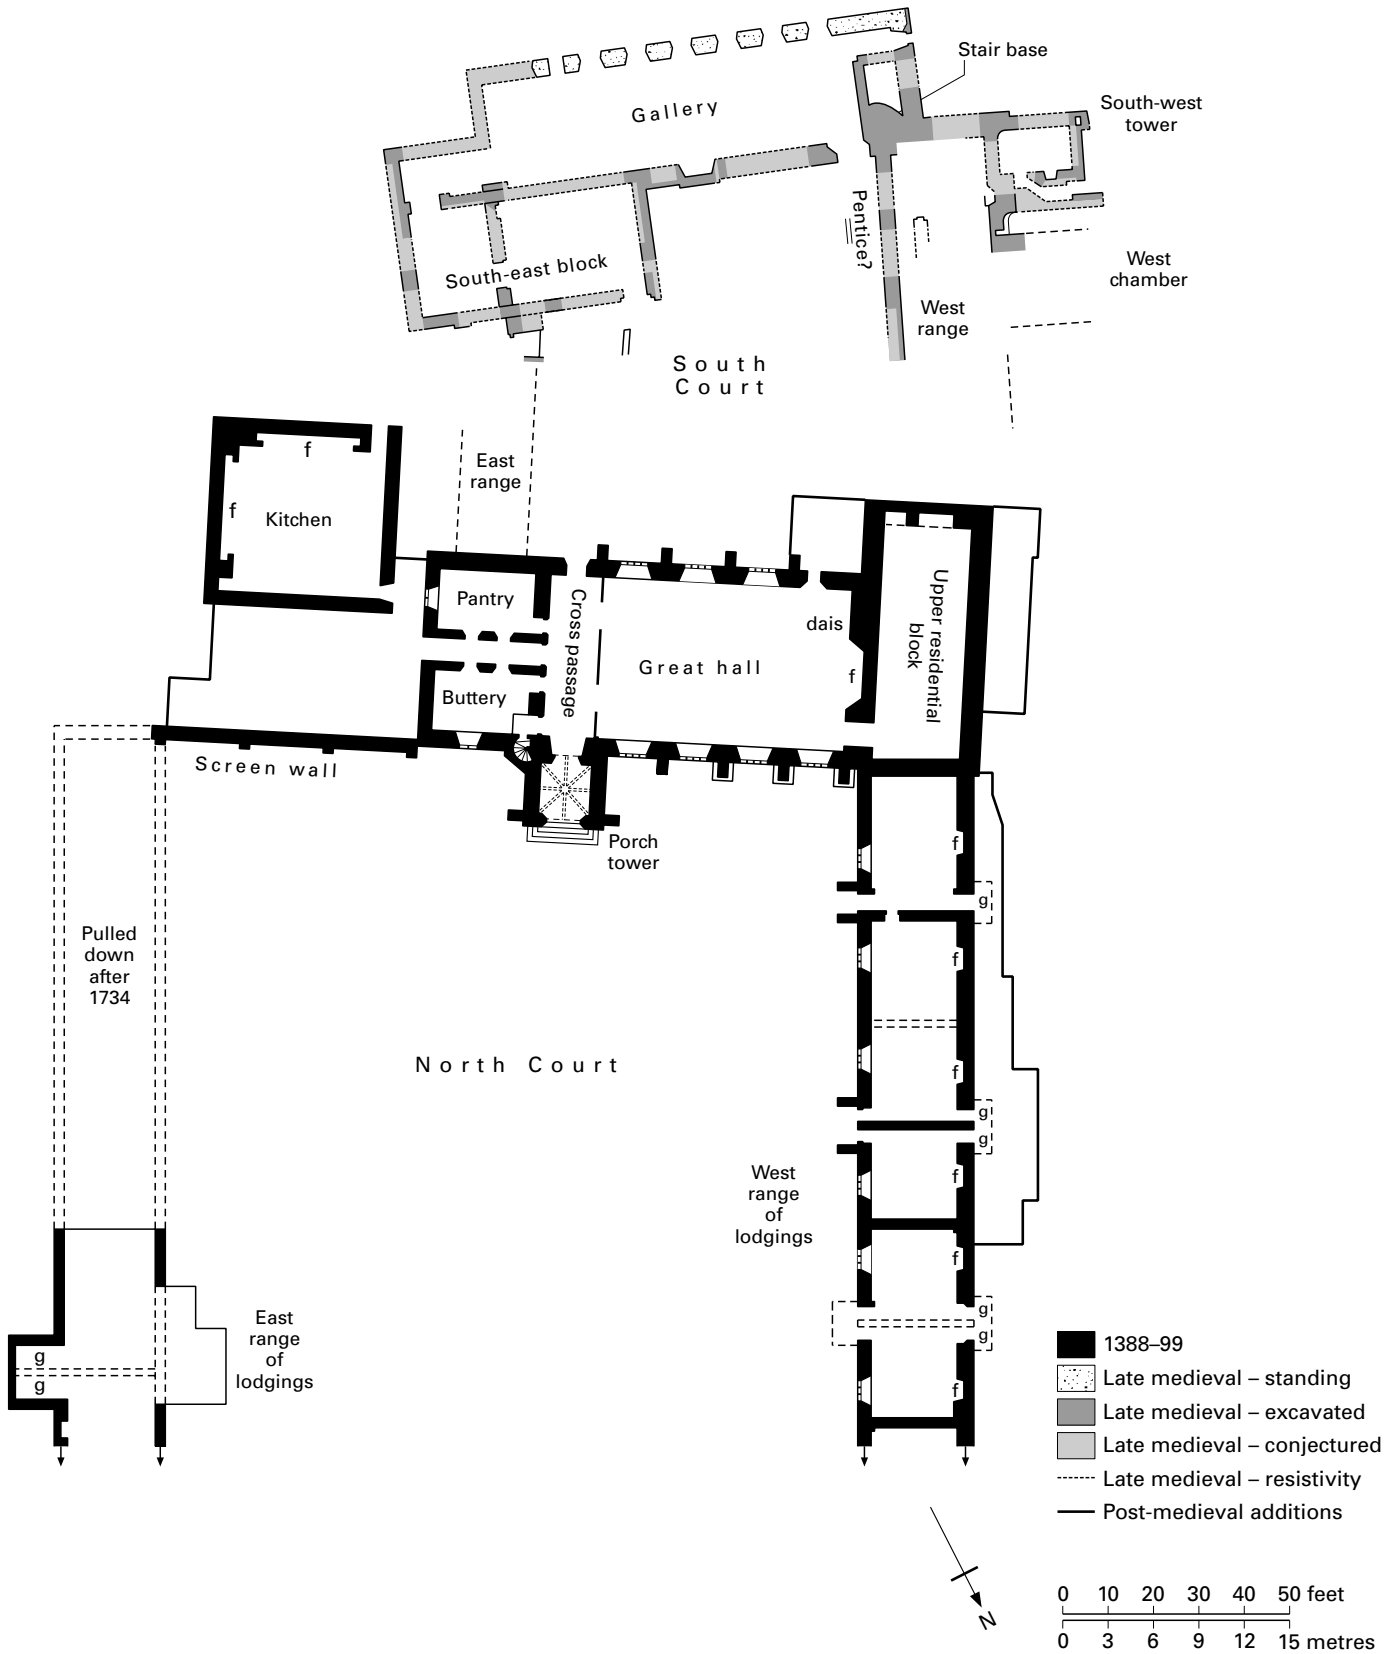 Stair base
Gallery
South-west
tower
Pentice?
South-east block
West
chamber
West
range
South
Court
f
f
Kitchen
East
range
Pantry
Cross passage
dais
Great hall
f
Upper residential
block
Buttery
Screen wall
Porch
tower
f
g
Pulled
down
after
1734
f
North Court
f
g
g
West
range
of
lodgings
f
f
g
g
East
range
of
lodgings
g
g
f
1388–99
Late medieval – standing
Late medieval – excavated
Late medieval – conjectured
Late medieval – resistivity
Post-medieval additions
N
0 10 20 30 40 50 feet
0 3 6 9 12 15 metres